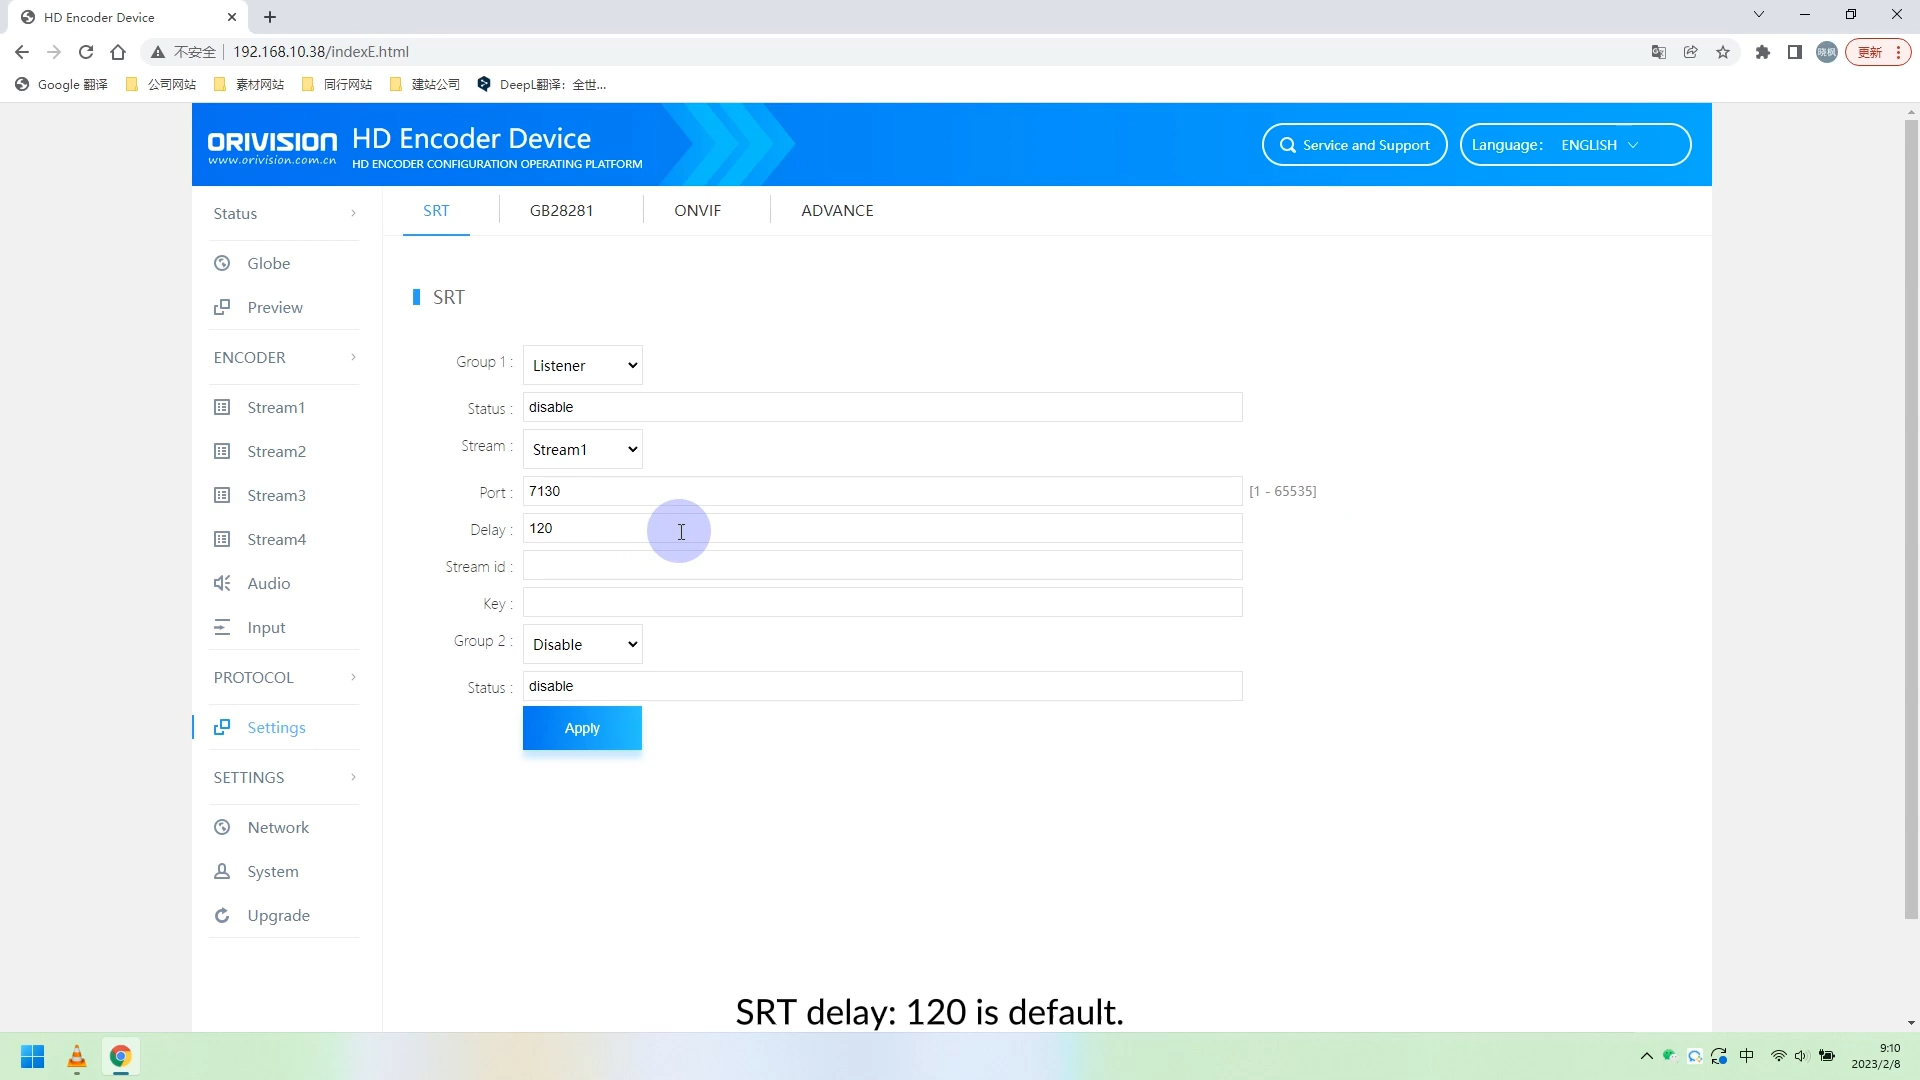 HD Encoder Device
不安全 192.168.10.38/indexE.html
晓枫 更新
Google 翻译 公司网站 素材网站 同行网站 建站公司 DeepL翻译：全世...
ORIVISION
www.orivision.com.cn
HD Encoder Device
HD ENCODER CONFIGURATION OPERATING PLATFORM
Service and Support
Language: ENGLISH
Status
Globe
Preview
ENCODER
Stream1
Stream2
Stream3
Stream4
Audio
Input
PROTOCOL
Settings
SETTINGS
Network
System
Upgrade
SRT GB28281 ONVIF ADVANCE
SRT
Group 1 : Listener
Status : disable
Stream : Stream1
Port : 7130 [1 - 65535]
Delay : 120
Stream id :
Key :
Group 2 : Disable
Status : disable
Apply
SRT delay: 120 is default.
中
9:10
2023/2/8